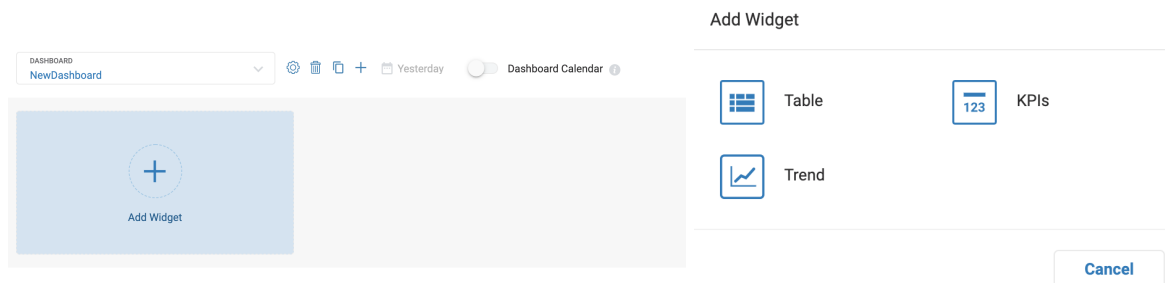 DASHBOARD
NewDashboard
Yesterday
Dashboard Calendar
Add Widget
Add Widget
Table
123
KPIs
Trend
Cancel